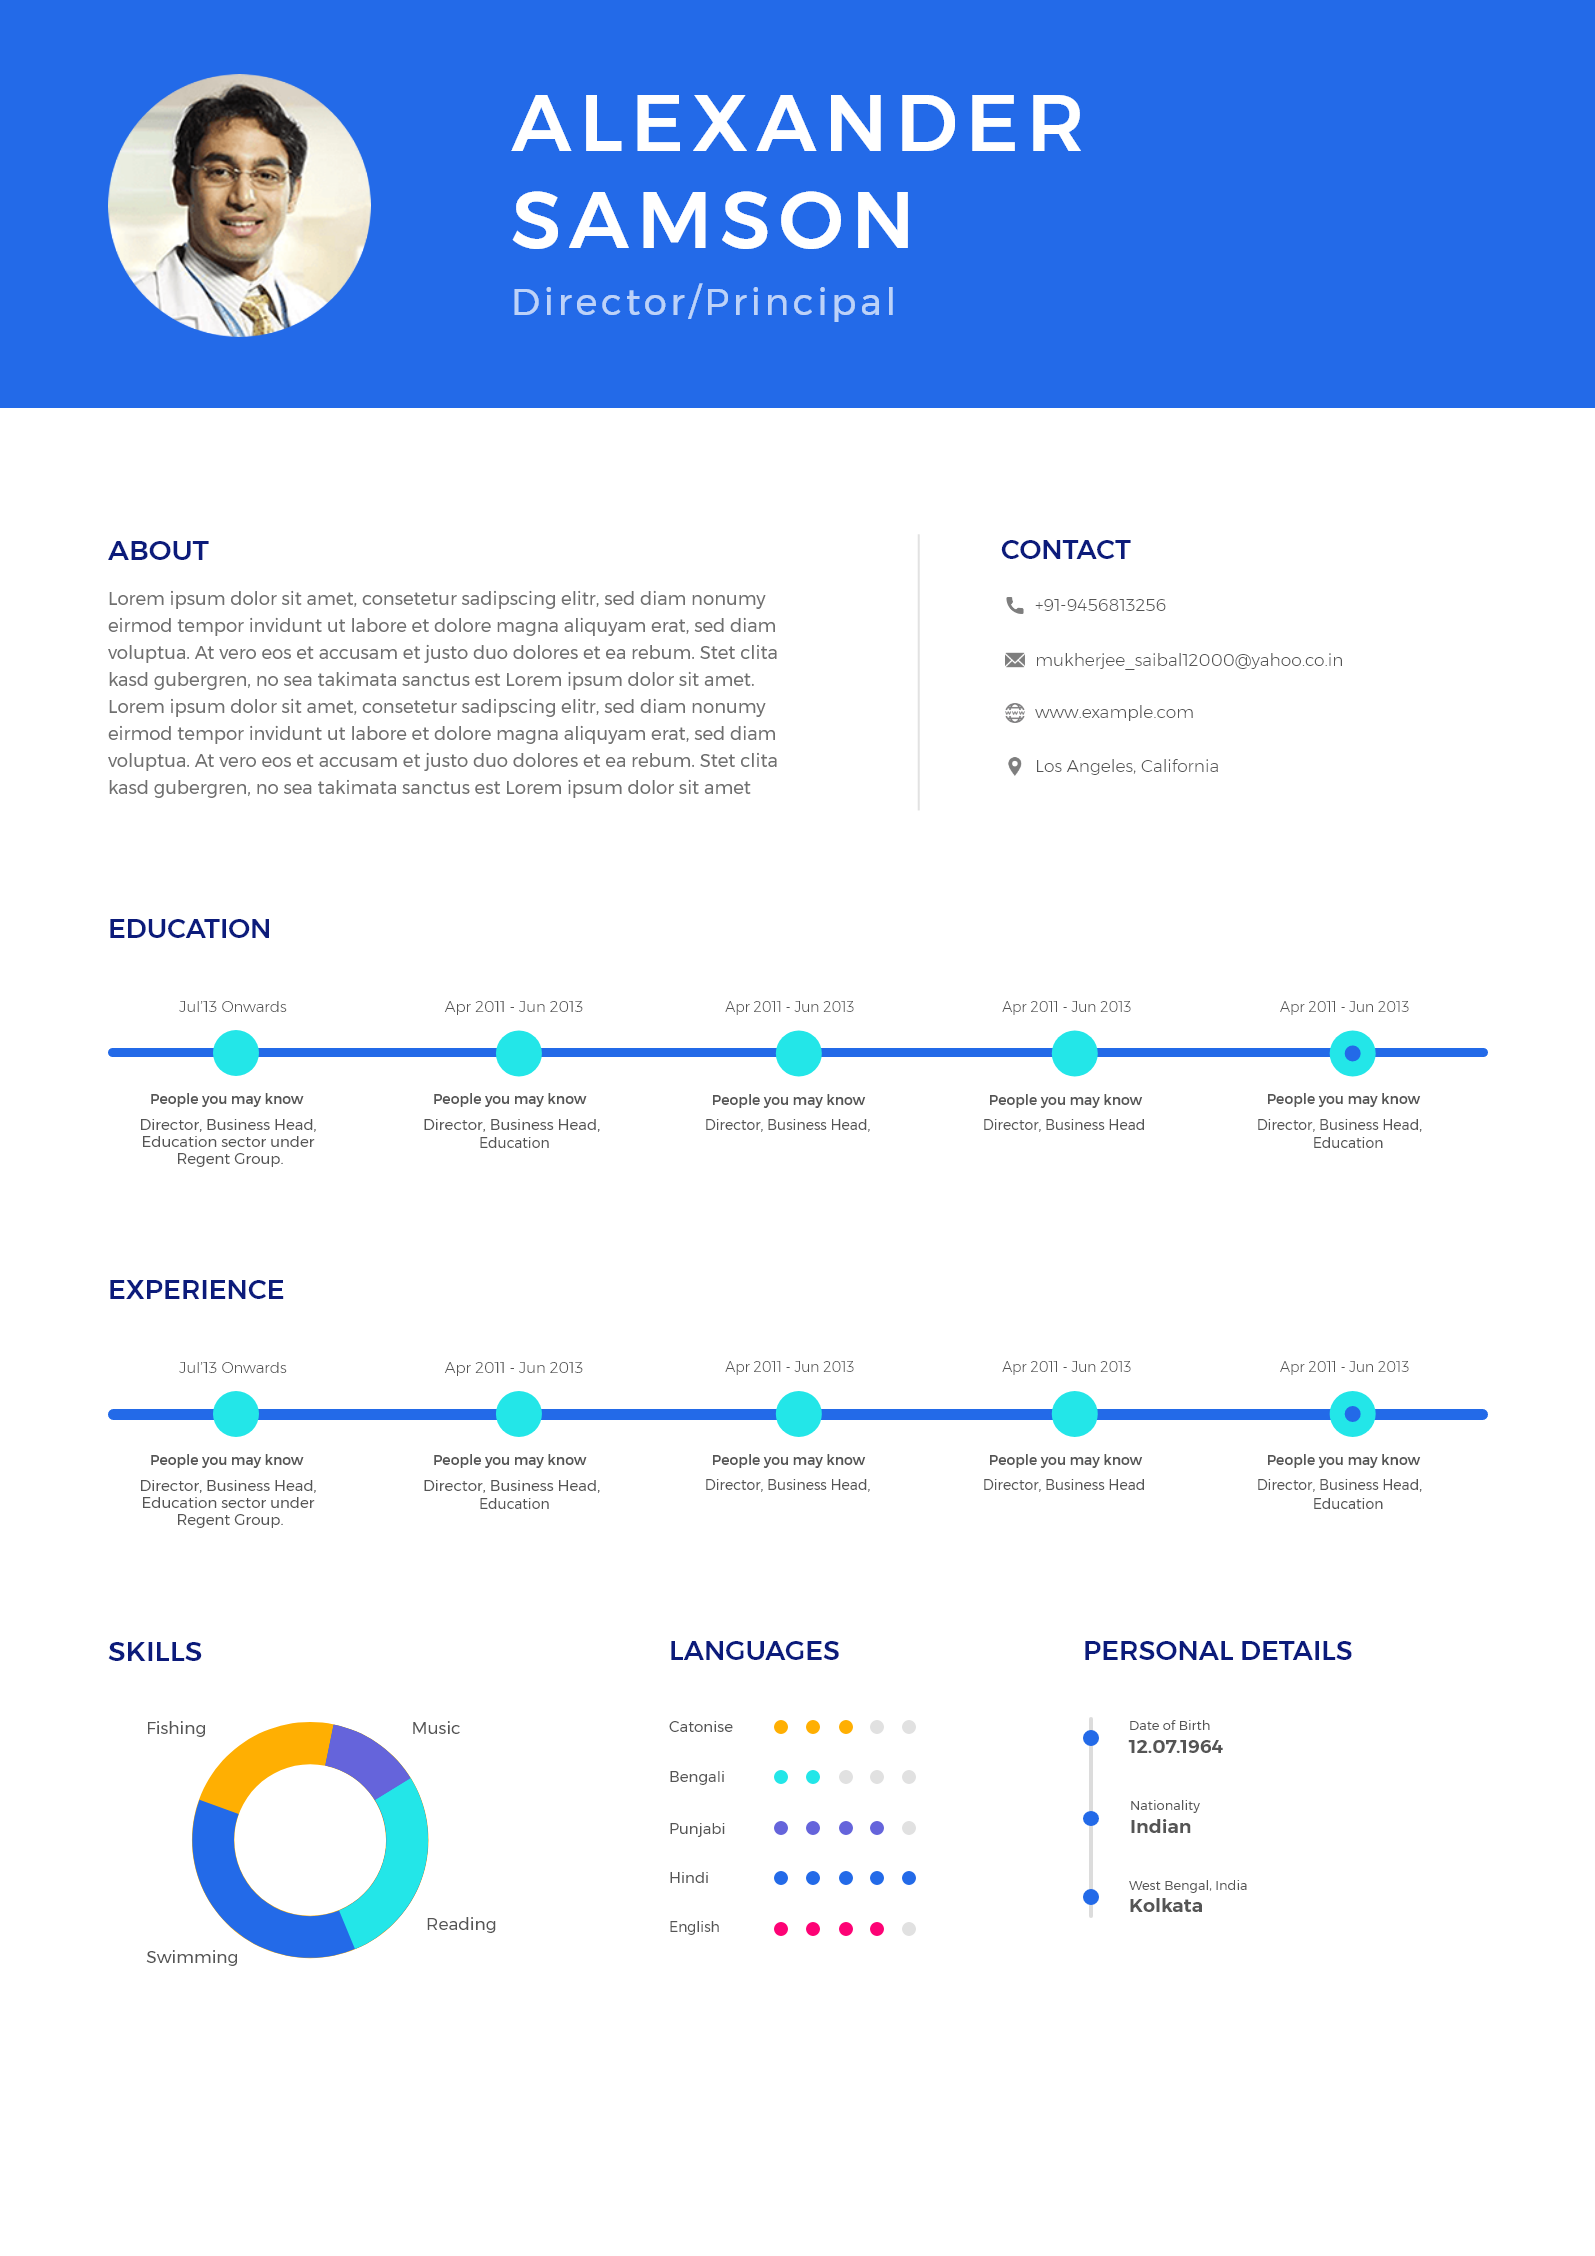 ALEXANDER
SAMSON
Director/Principal
ABOUT
Lorem ipsum dolor sit amet, consetetur sadipscing elitr, sed diam nonumy
eirmod tempor invidunt ut labore et dolore magna aliquyam erat, sed diam
voluptua. At vero eos et accusam et justo duo dolores et ea rebum. Stet clita
kasd gubergren, no sea takimata sanctus est Lorem ipsum dolor sit amet.
Lorem ipsum dolor sit amet, consetetur sadipscing elitr, sed diam nonumy
eirmod tempor invidunt ut labore et dolore magna aliquyam erat, sed diam
voluptua. At vero eos et accusam et justo duo dolores et ea rebum. Stet clita
kasd gubergren, no sea takimata sanctus est Lorem ipsum dolor sit amet
CONTACT
+91-9456813256
mukherjee_saibal12000@yahoo.co.in
www.example.com
Los Angeles, California
EDUCATION
Jul'13 Onwards
People you may know
Director, Business Head,
Education sector under
Regent Group.
Apr 2011 - Jun 2013
People you may know
Director, Business Head,
Education
Apr 2011 - Jun 2013
People you may know
Director, Business Head,
Apr 2011 - Jun 2013
People you may know
Director, Business Head
Apr 2011 - Jun 2013
People you may know
Director, Business Head,
Education
EXPERIENCE
Jul'13 Onwards
People you may know
Director, Business Head,
Education sector under
Regent Group.
Apr 2011 - Jun 2013
People you may know
Director, Business Head,
Education
Apr 2011 - Jun 2013
People you may know
Director, Business Head,
Apr 2011 - Jun 2013
People you may know
Director, Business Head
Apr 2011 - Jun 2013
People you may know
Director, Business Head,
Education
SKILLS
Fishing
Music
Reading
Swimming
LANGUAGES
Catonise
Bengali
Punjabi
Hindi
English
PERSONAL DETAILS
Date of Birth
12.07.1964
Nationality
Indian
West Bengal, India
Kolkata